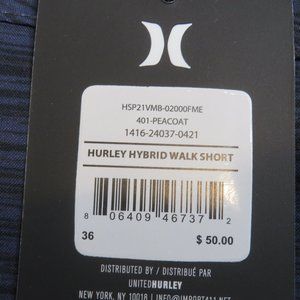 HSP21VMB-02000FME
401-PEACOAT
1416-24037-0421
HURLEY HYBRID WALK SHORT
8 06409 46737 2
36 $ 50.00
DISTRIBUTED BY / DISTRIBUÉ PAR
UNITEDHURLEY
NEW YORK, NY 10018 | INFO@IMPORT411.NET